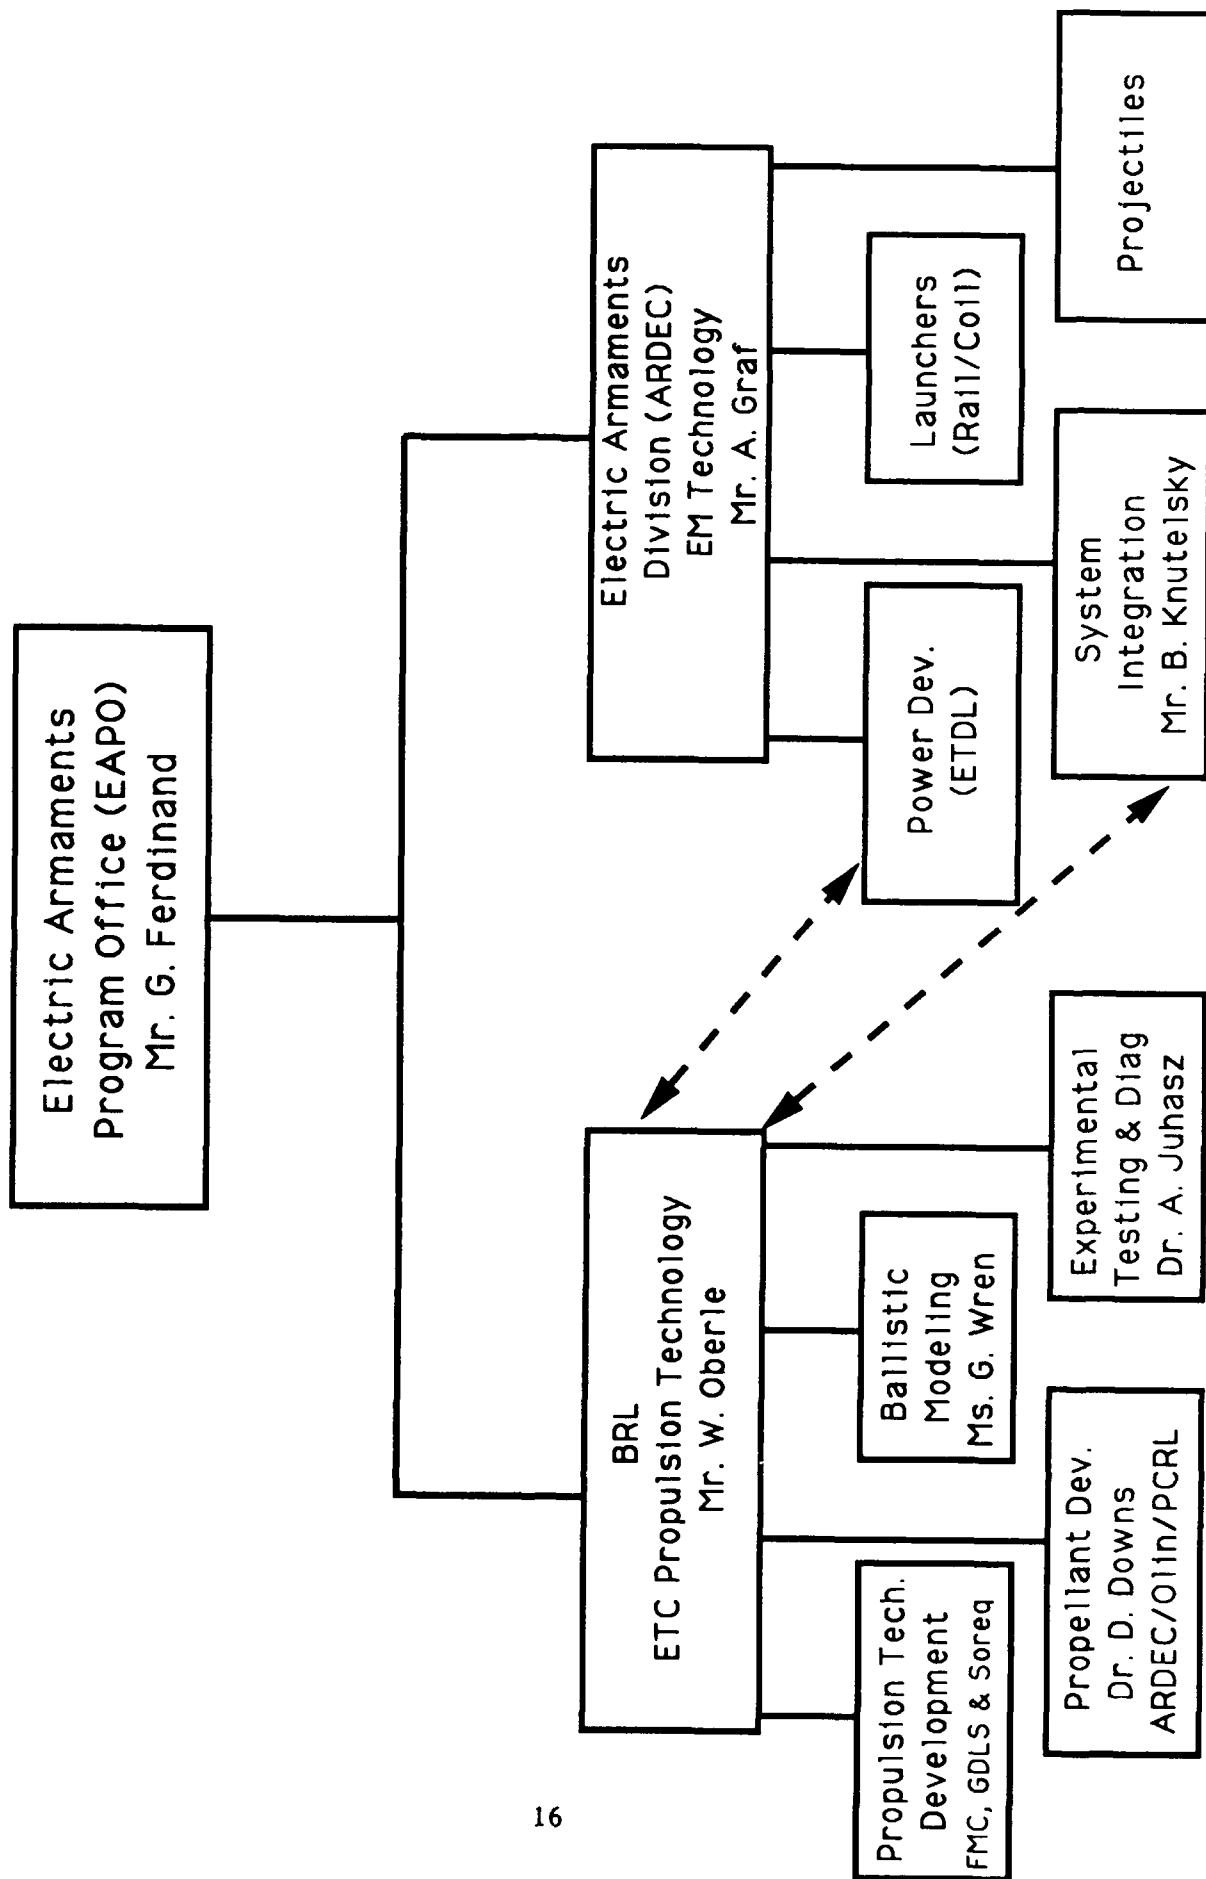 Electric Armaments
Program Office (EAPO)
Mr. G. Ferdinand
BRL
ETC Propulsion Technology
Mr. W. Oberle
Electric Armaments
Division (ARDEC)
EM Technology
Mr. A. Graf
Propulsion Tech.
Development
FMC, GDLS & Soreq
Ballistic
Modeling
Ms. G. Wren
Power Dev.
(ETDL)
Launchers
(Rail/Coil)
Propellant Dev.
Dr. D. Downs
ARDEC/Olin/PCRL
Experimental
Testing & Diag
Dr. A. Juhasz
System
Integration
Mr. B. Knutelsky
Projectiles
16